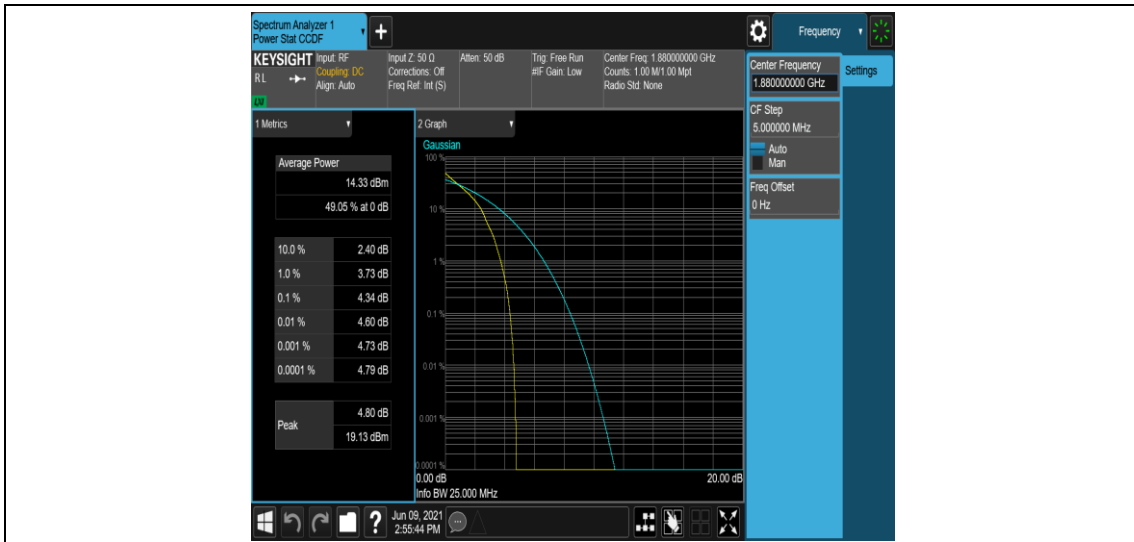 Spectrum Analyzer 1
Power Stat CCDF
+
Frequency
KEYSIGHT
RL
LXI
Input: RF
Coupling: DC
Align: Auto
Input Z: 50 Ω
Corrections: Off
Freq Ref: Int (S)
Atten: 50 dB
Trig: Free Run
#IF Gain: Low
Center Freq: 1.880000000 GHz
Counts: 1.00 M/1.00 Mpt
Radio Std: None
Center Frequency
1.880000000 GHz
Settings
CF Step
5.000000 MHz
Auto
Man
Freq Offset
0 Hz
1 Metrics
Average Power
14.33 dBm
49.05 % at 0 dB
10.0 % 2.40 dB
1.0 % 3.73 dB
0.1 % 4.34 dB
0.01 % 4.60 dB
0.001 % 4.73 dB
0.0001 % 4.79 dB
Peak 4.80 dB
19.13 dBm
2 Graph
Gaussian
100 %
10 %
1 %
0.1 %
0.01 %
0.001 %
0.0001 %
0.00 dB 20.00 dB
Info BW 25.000 MHz
?
Jun 09, 2021
2:55:44 PM